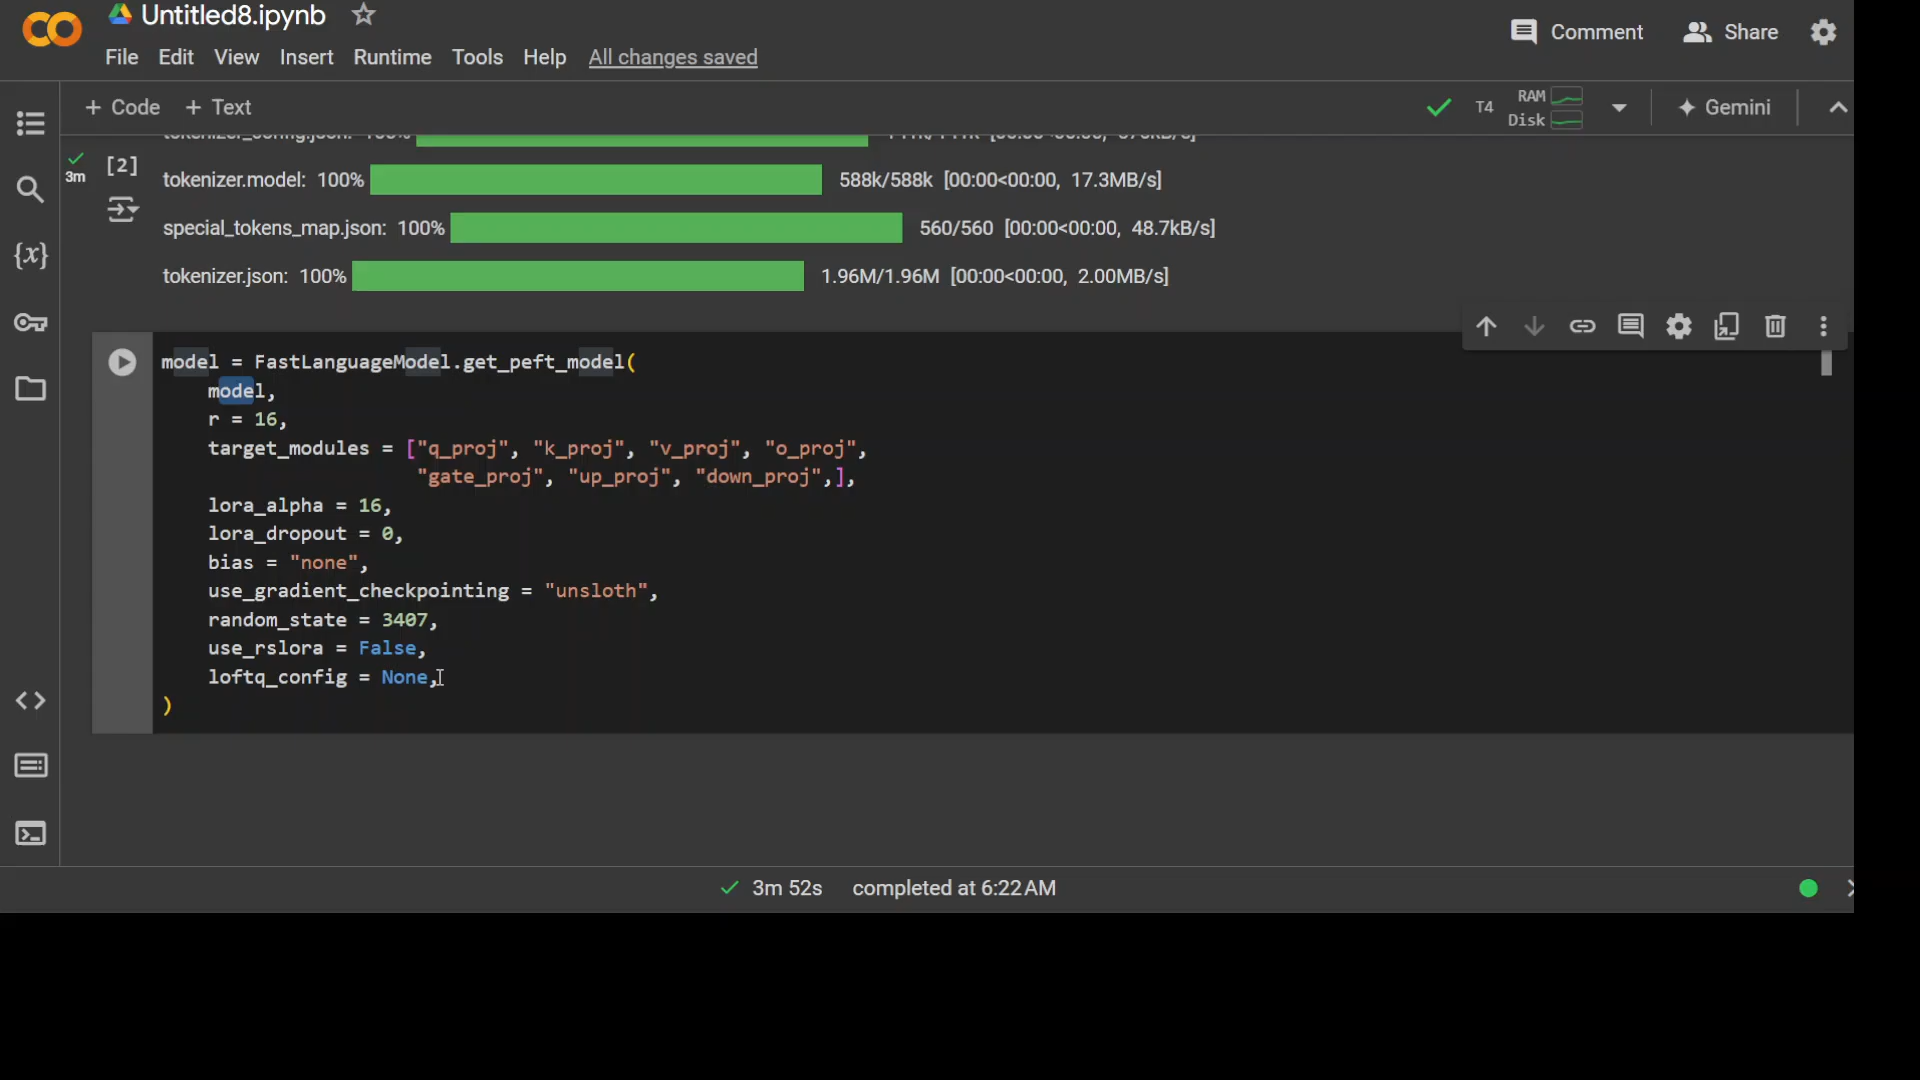 Untitled8.ipynb
Comment
Share
File Edit View Insert Runtime Tools Help All changes saved
+ Code + Text
T4
RAM
Disk
Gemini
tokenizer_config.json: 100%
3m
[2]
tokenizer.model: 100% 588k/588k [00:00<00:00, 17.3MB/s]
special_tokens_map.json: 100% 560/560 [00:00<00:00, 48.7kB/s]
tokenizer.json: 100% 1.96M/1.96M [00:00<00:00, 2.00MB/s]
model = FastLanguageModel.get_peft_model(
model,
r = 16,
target_modules = ["q_proj", "k_proj", "v_proj", "o_proj",
"gate_proj", "up_proj", "down_proj",],
lora_alpha = 16,
lora_dropout = 0,
bias = "none",
use_gradient_checkpointing = "unsloth",
random_state = 3407,
use_rslora = False,
loftq_config = None,
)
3m 52s completed at 6:22 AM